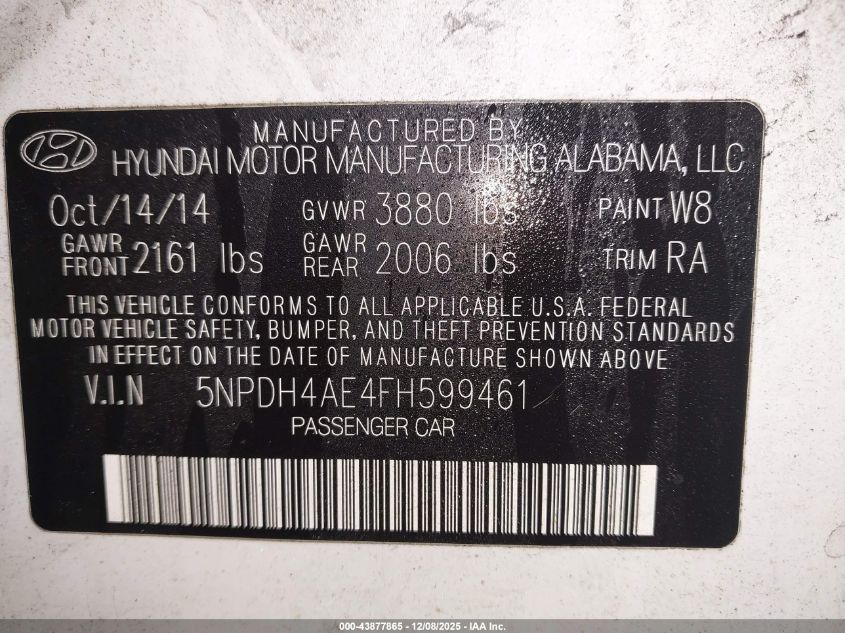 MANUFACTURED BY
HYUNDAI MOTOR MANUFACTURING ALABAMA, LLC
Oct/14/14 GVWR 3880 lbs PAINT W8
GAWR FRONT 2161 lbs GAWR REAR 2006 lbs TRIM RA
THIS VEHICLE CONFORMS TO ALL APPLICABLE U.S.A. FEDERAL
MOTOR VEHICLE SAFETY, BUMPER, AND THEFT PREVENTION STANDARDS
IN EFFECT ON THE DATE OF MANUFACTURE SHOWN ABOVE
V.I.N 5NPDH4AE4FH599461
PASSENGER CAR
000-43877865 - 12/08/2025 - IAA Inc.